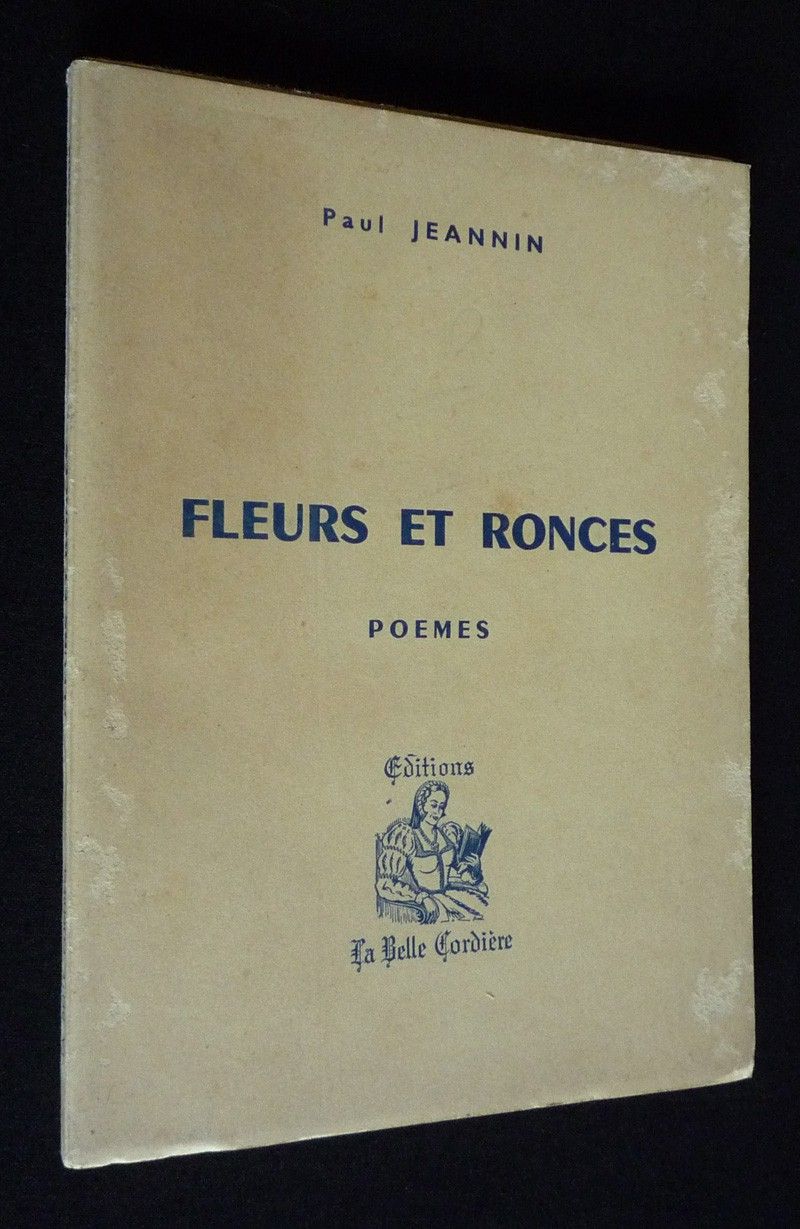 Paul JEANNIN
FLEURS ET RONCES
POEMES
Editions
La Belle Cordière